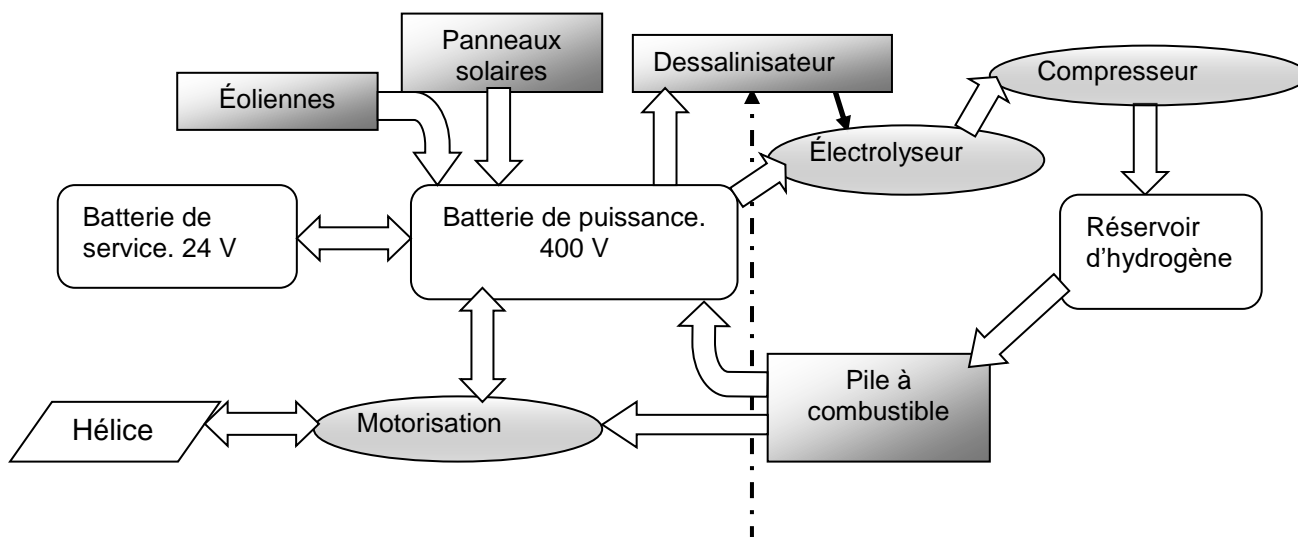 Panneaux
solaires
Éoliennes
Dessalinisateur
Compresseur
Électrolyseur
Batterie de
service. 24 V
Batterie de puissance.
400 V
Réservoir
d'hydrogène
Pile à
combustible
Motorisation
Hélice